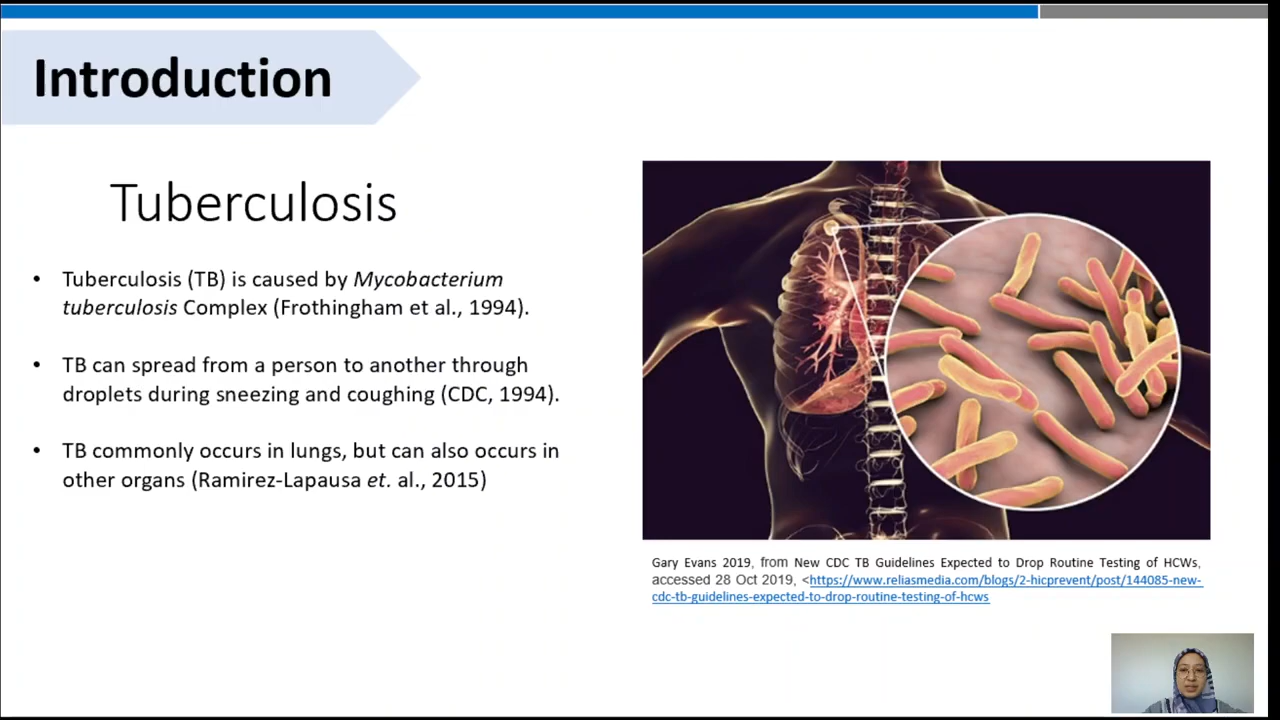 Introduction
Tuberculosis
• Tuberculosis (TB) is caused by Mycobacterium
tuberculosis Complex (Frothingham et al., 1994).
• TB can spread from a person to another through
droplets during sneezing and coughing (CDC, 1994).
• TB commonly occurs in lungs, but can also occurs in
other organs (Ramirez-Lapausa et. al., 2015)
Gary Evans 2019, from New CDC TB Guidelines Expected to Drop Routine Testing of HCWs,
accessed 28 Oct 2019, <https://www.reliasmedia.com/blogs/2-hicprevent/post/144085-new-
cdc-tb-guidelines-expected-to-drop-routine-testing-of-hcws